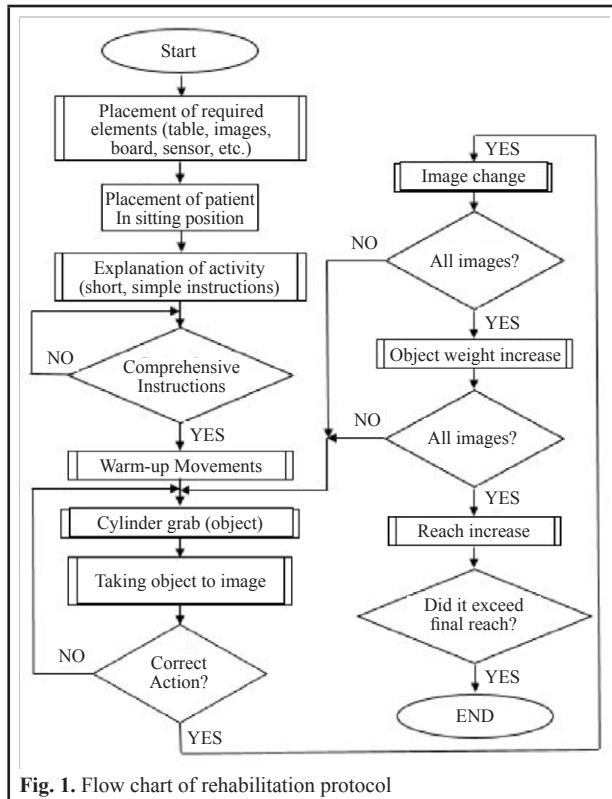 Start
Placement of required
elements (table, images,
board, sensor, etc.)
Placement of patient
In sitting position
Explanation of activity
(short, simple instructions)
NO
Comprehensive
Instructions
YES
Warm-up Movements
Cylinder grab (object)
Taking object to image
NO
Correct
Action?
YES
YES
Image change
NO
All images?
YES
Object weight increase
NO
All images?
YES
Reach increase
Did it exceed
final reach?
YES
END
Fig. 1. Flow chart of rehabilitation protocol